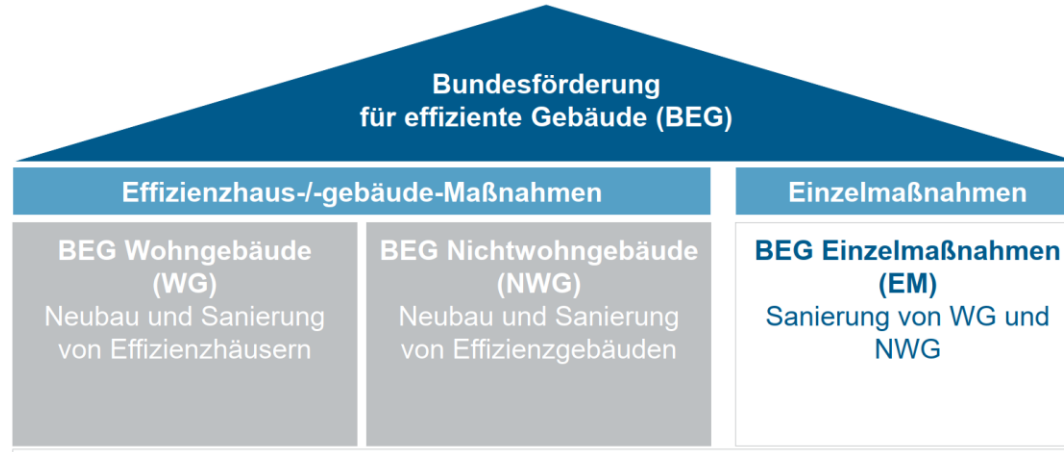 Bundesförderung
für effiziente Gebäude (BEG)
Effizienzhaus-/-gebäude-Maßnahmen
Einzelmaßnahmen
BEG Wohngebäude
(WG)
Neubau und Sanierung
von Effizienzhäusern
BEG Nichtwohngebäude
(NWG)
Neubau und Sanierung
von Effizienzgebäuden
BEG Einzelmaßnahmen
(EM)
Sanierung von WG und
NWG